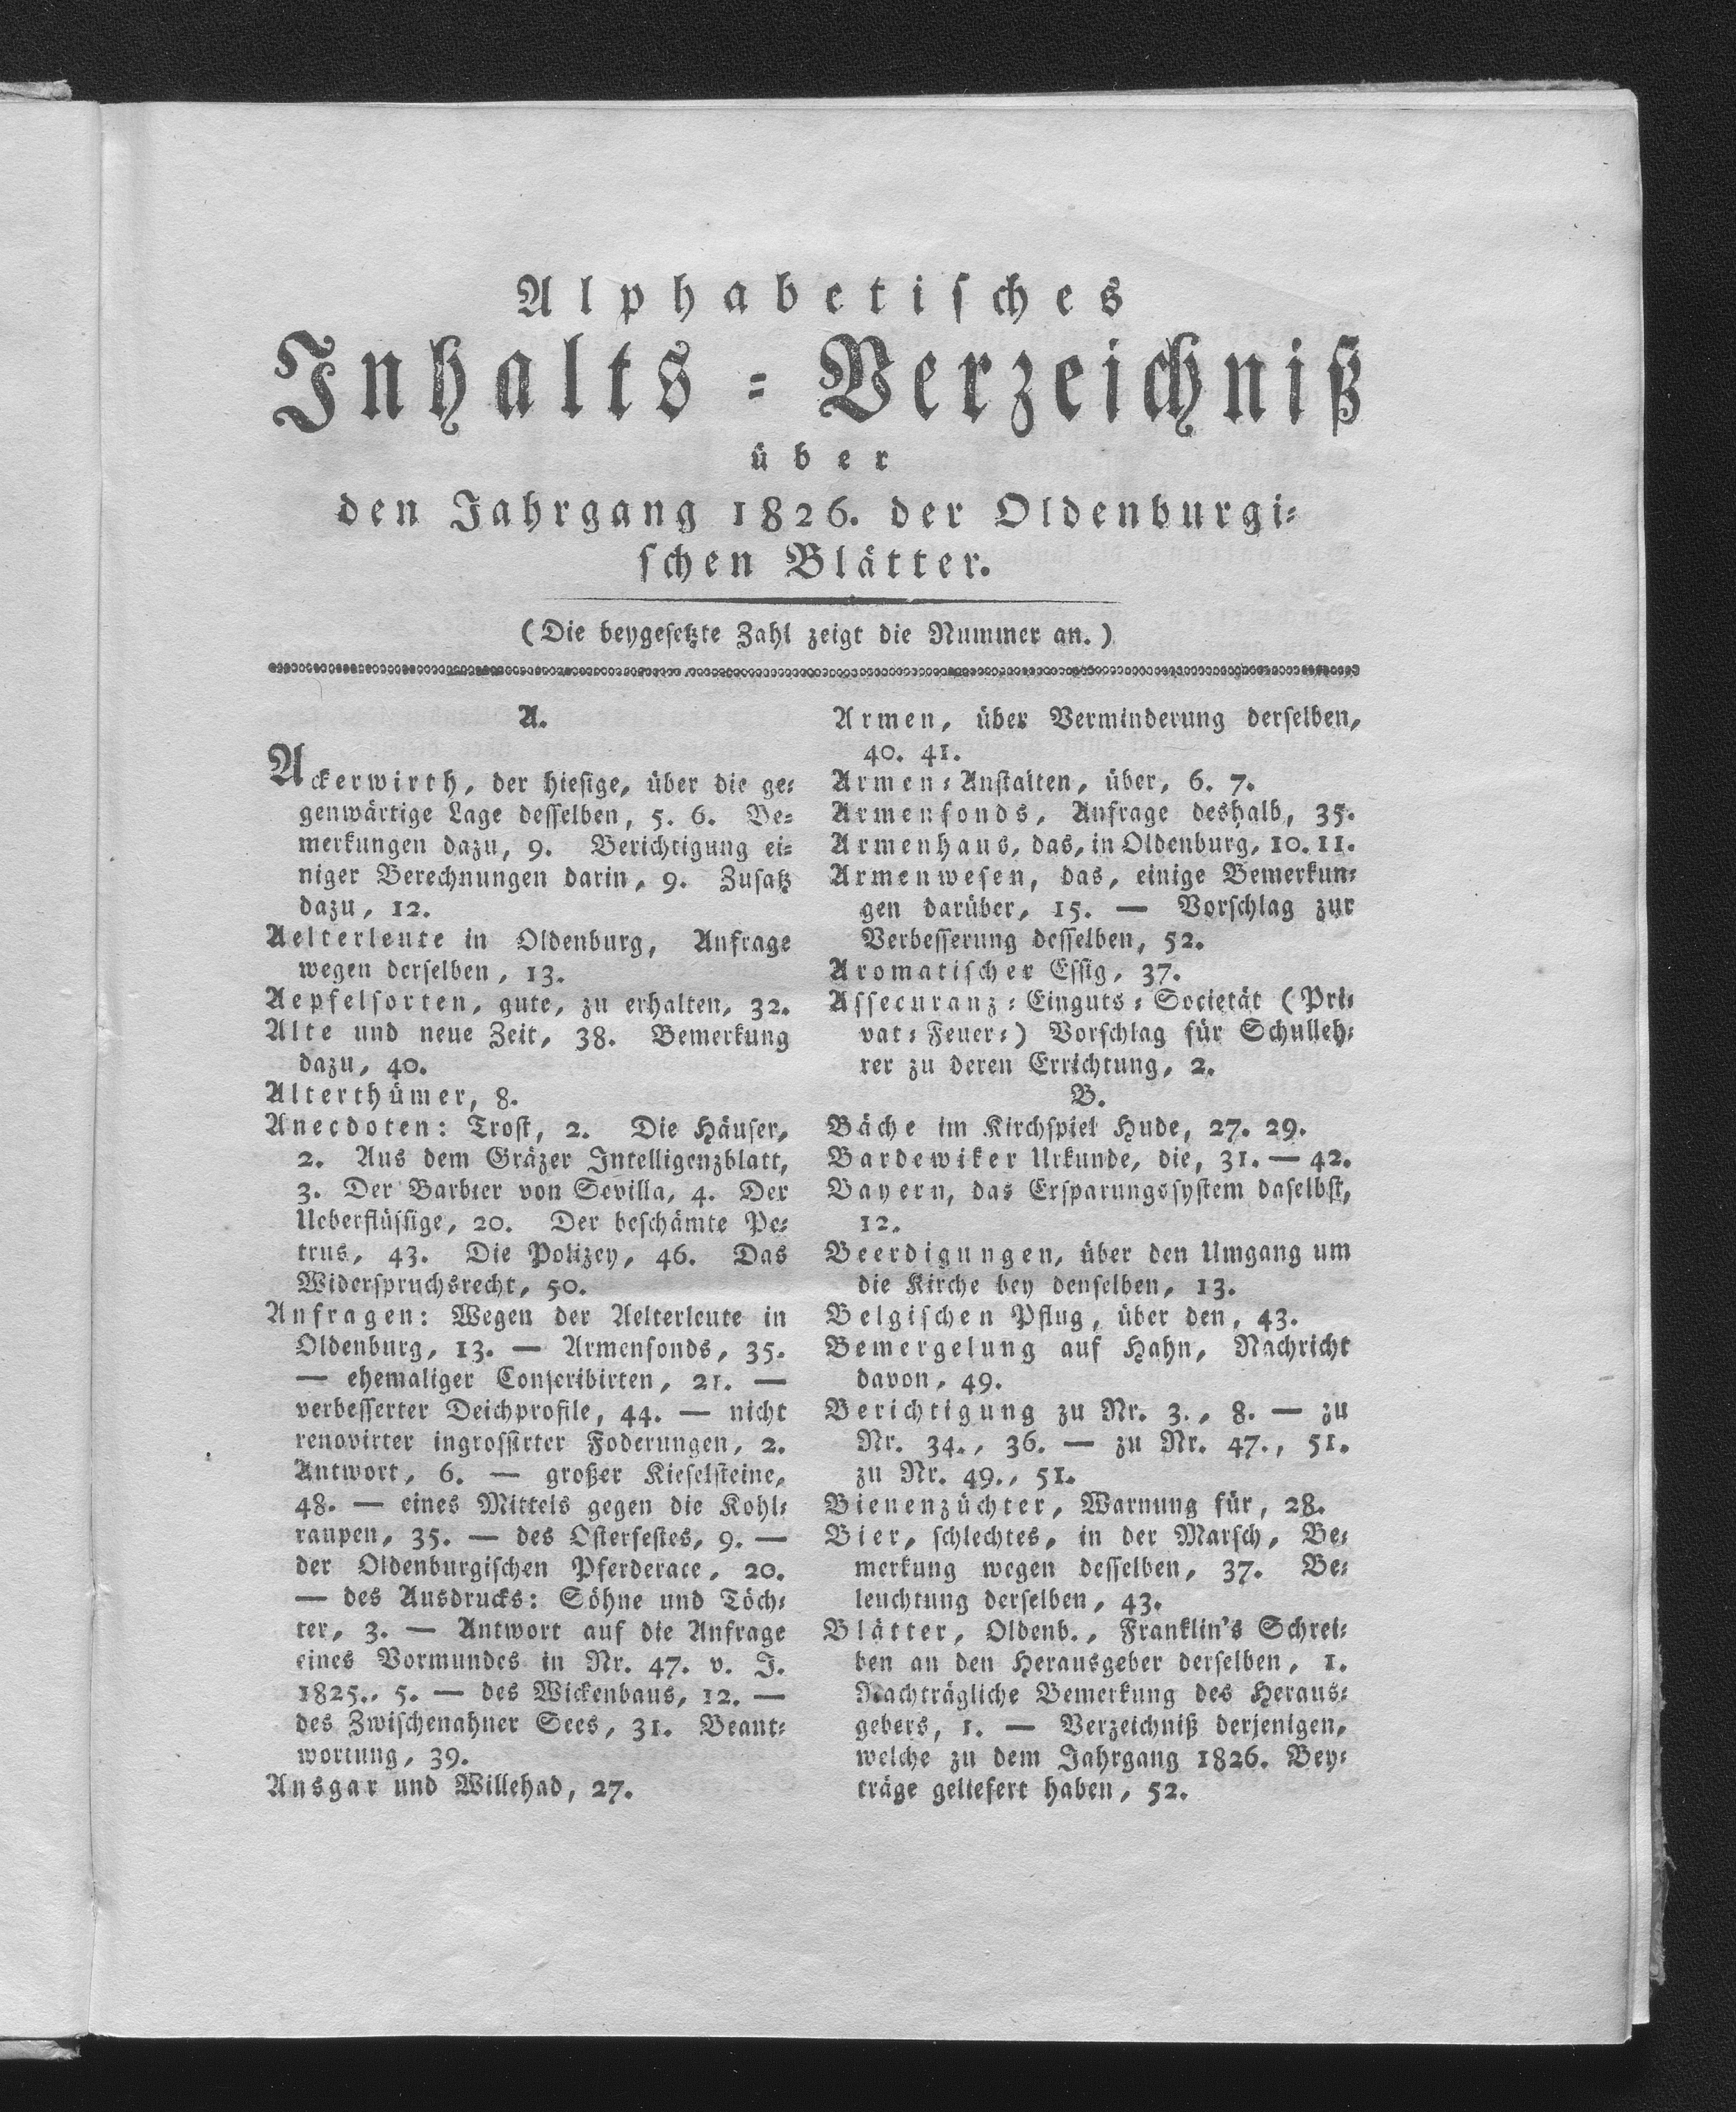 Alphabetisches
Inhalts-Verzeichniß
über
den Jahrgang 1826. der Oldenburgi-
schen Blätter.
(Die beygesetzte Zahl zeigt die Nummer an.)
A.
Ackerwirth, der hiesige, über die ge-
genwärtige Lage desselben, 5. 6. Be-
merkungen dazu, 9. Berichtigung ei-
niger Berechnungen darin, 9. Zusatz
dazu, 12.
Aelterleute in Oldenburg, Anfrage
wegen derselben, 13.
Aepfelsorten, gute, zu erhalten, 32.
Alte und neue Zeit, 38. Bemerkung
dazu, 40.
Alterthümer, 8.
Anecdoten: Trost, 2. Die Häuser,
2. Aus dem Gräzer Intelligenzblatt,
3. Der Barbier von Sevilla, 4. Der
Ueberflüssige, 20. Der beschämte Pe-
trus, 43. Die Polizey, 46. Das
Widerspruchsrecht, 50.
Anfragen: Wegen der Aelterleute in
Oldenburg, 13. — Armenfonds, 35.
— ehemaliger Conscribirten, 21. —
verbesserter Deichprofile, 44. — nicht
renovirter ingrossirter Foderungen, 2.
Antwort, 6. — großer Kieselsteine,
48. — eines Mittels gegen die Kohl-
raupen, 35. — des Osterfestes, 9. —
der Oldenburgischen Pferderace, 20.
— des Ausdrucks: Söhne und Töch-
ter, 3. — Antwort auf die Anfrage
eines Vormundes in Nr. 47. v. J.
1825., 5. — des Wickenbaus, 12. —
des Zwischenahner Sees, 31. Beant-
wortung, 39.
Ansgar und Willehad, 27.
Armen, über Verminderung derselben,
40. 41.
Armen-Anstalten, über, 6. 7.
Armenfonds, Anfrage deshalb, 35.
Armenhaus, das, in Oldenburg, 10. 11.
Armenwesen, das, einige Bemerkun-
gen darüber, 15. — Vorschlag zur
Verbesserung desselben, 52.
Aromatischer Essig, 37.
Assecuranz-Einguts-Societät (Pri-
vat-Feuer-) Vorschlag für Schulleh-
rer zu deren Errichtung, 2.
B.
Bäche im Kirchspiel Hude, 27. 29.
Bardewiker Urkunde, die, 31. — 42.
Bayern, das Ersparungssystem daselbst,
12.
Beerdigungen, über den Umgang um
die Kirche bey denselben, 13.
Belgischen Pflug, über den, 43.
Bemergelung auf Hahn, Nachricht
davon, 49.
Berichtigung zu Nr. 3., 8. — zu
Nr. 34., 36. — zu Nr. 47., 51.
zu Nr. 49., 51.
Bienenzüchter, Warnung für, 28.
Bier, schlechtes, in der Marsch, Be-
merkung wegen desselben, 37. Be-
leuchtung derselben, 43.
Blätter, Oldenb., Franklin's Schrei-
ben an den Herausgeber derselben, 1.
Nachträgliche Bemerkung des Heraus-
gebers, 1. — Verzeichniß derjenigen,
welche zu dem Jahrgang 1826. Bey-
träge geliefert haben, 52.